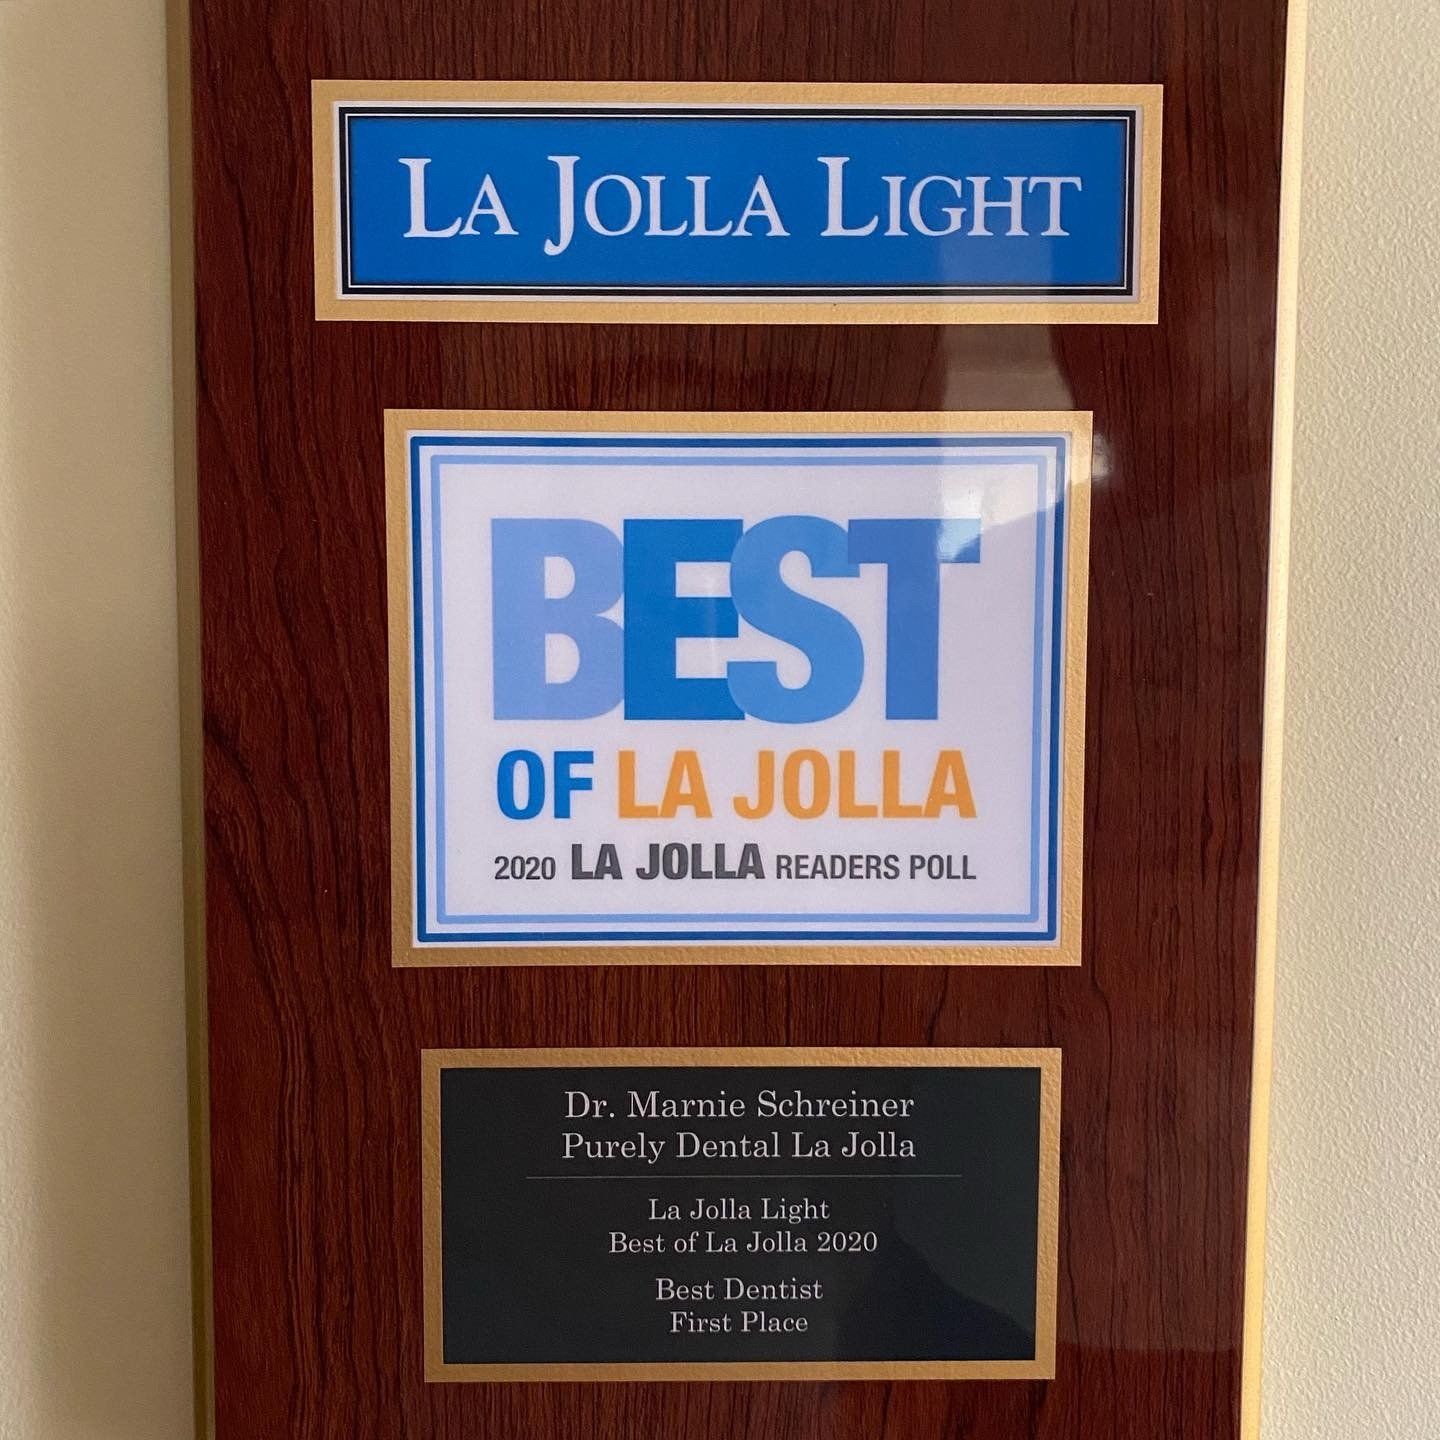 LA JOLLA LIGHT
BEST
OF LA JOLLA
2020 LA JOLLA READERS POLL
Dr. Marnie Schreiner
Purely Dental La Jolla
La Jolla Light
Best of La Jolla 2020
Best Dentist
First Place